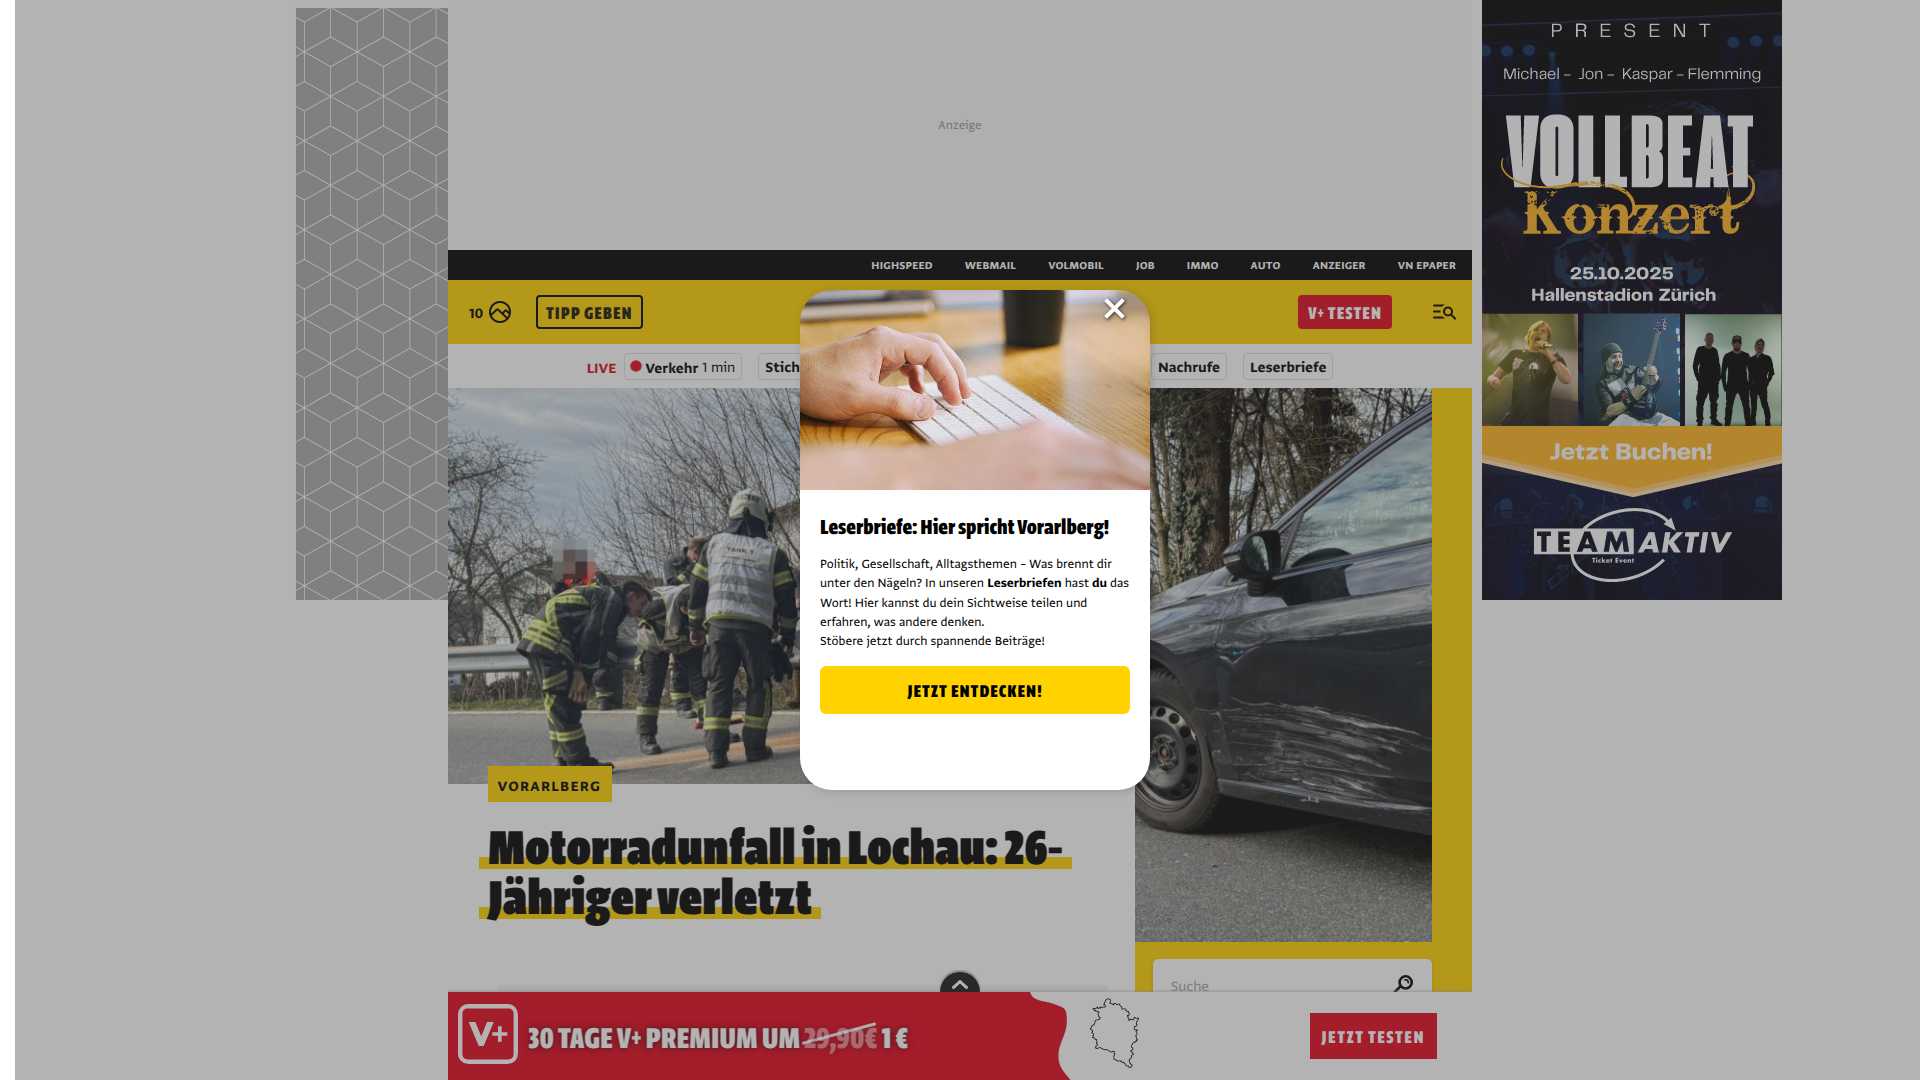 PRESENT
Michael – Jon – Kaspar – Flemming
VOLLBEAT
Konzert
25.10.2025
Hallenstadion Zürich
Jetzt Buchen!
TEAM AKTIV
Ticket Event
Anzeige
HIGHSPEED WEBMAIL VOLMOBIL JOB IMMO AUTO ANZEIGER VN EPAPER
10 TIPP GEBEN V+ TESTEN
LIVE Verkehr 1 min Stich Nachrufe Leserbriefe
Leserbriefe: Hier spricht Vorarlberg!
Politik, Gesellschaft, Alltagsthemen – Was brennt dir
unter den Nägeln? In unseren Leserbriefen hast du das
Wort! Hier kannst du dein Sichtweise teilen und
erfahren, was andere denken.
Stöbere jetzt durch spannende Beiträge!
JETZT ENTDECKEN!
VORARLBERG
Motorradunfall in Lochau: 26-
Jähriger verletzt
Suche
V+ 30 TAGE V+ PREMIUM UM 29,90€ 1 €
JETZT TESTEN